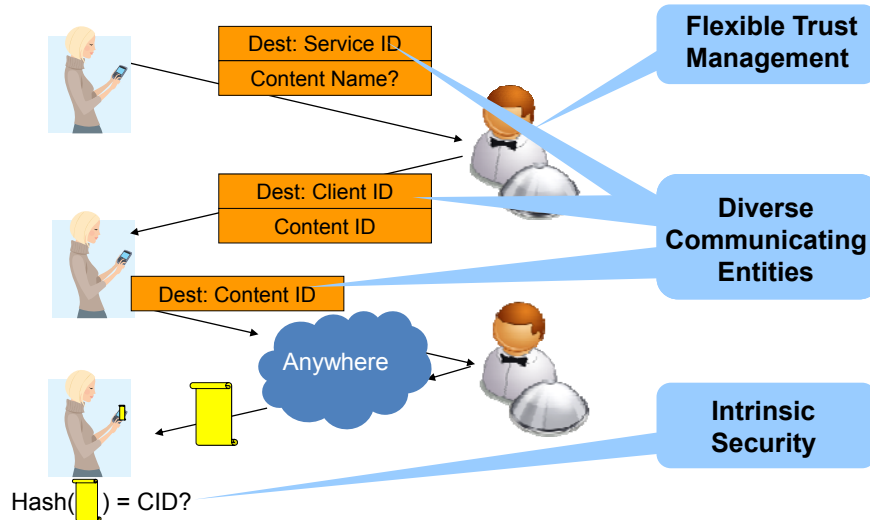 Dest: Service ID
Content Name?
Flexible Trust
Management
Dest: Client ID
Content ID
Diverse
Communicating
Entities
Dest: Content ID
Anywhere
Intrinsic
Security
Hash( ) = CID?